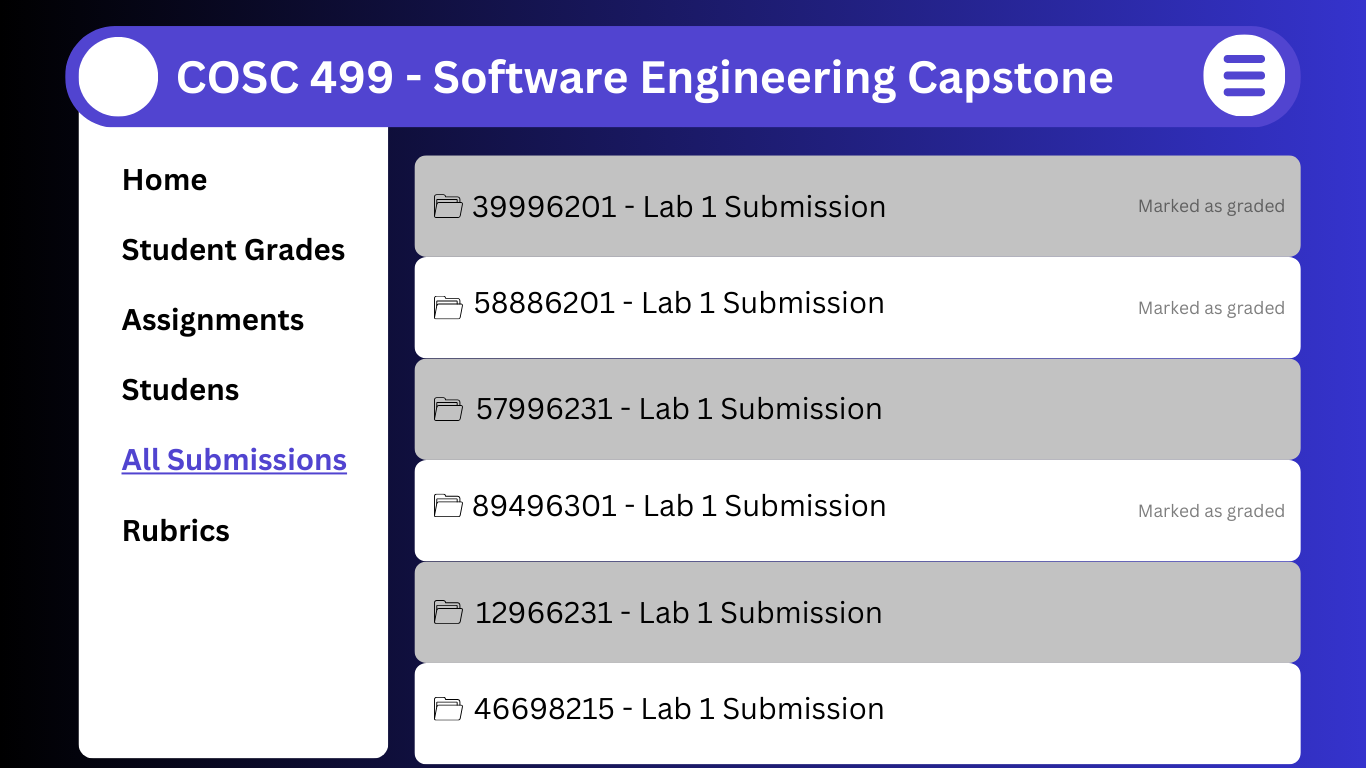 COSC 499 - Software Engineering Capstone
Home
Student Grades
Assignments
Studens
All Submissions
Rubrics
39996201 - Lab 1 Submission
Marked as graded
58886201 - Lab 1 Submission
Marked as graded
57996231 - Lab 1 Submission
89496301 - Lab 1 Submission
Marked as graded
12966231 - Lab 1 Submission
46698215 - Lab 1 Submission